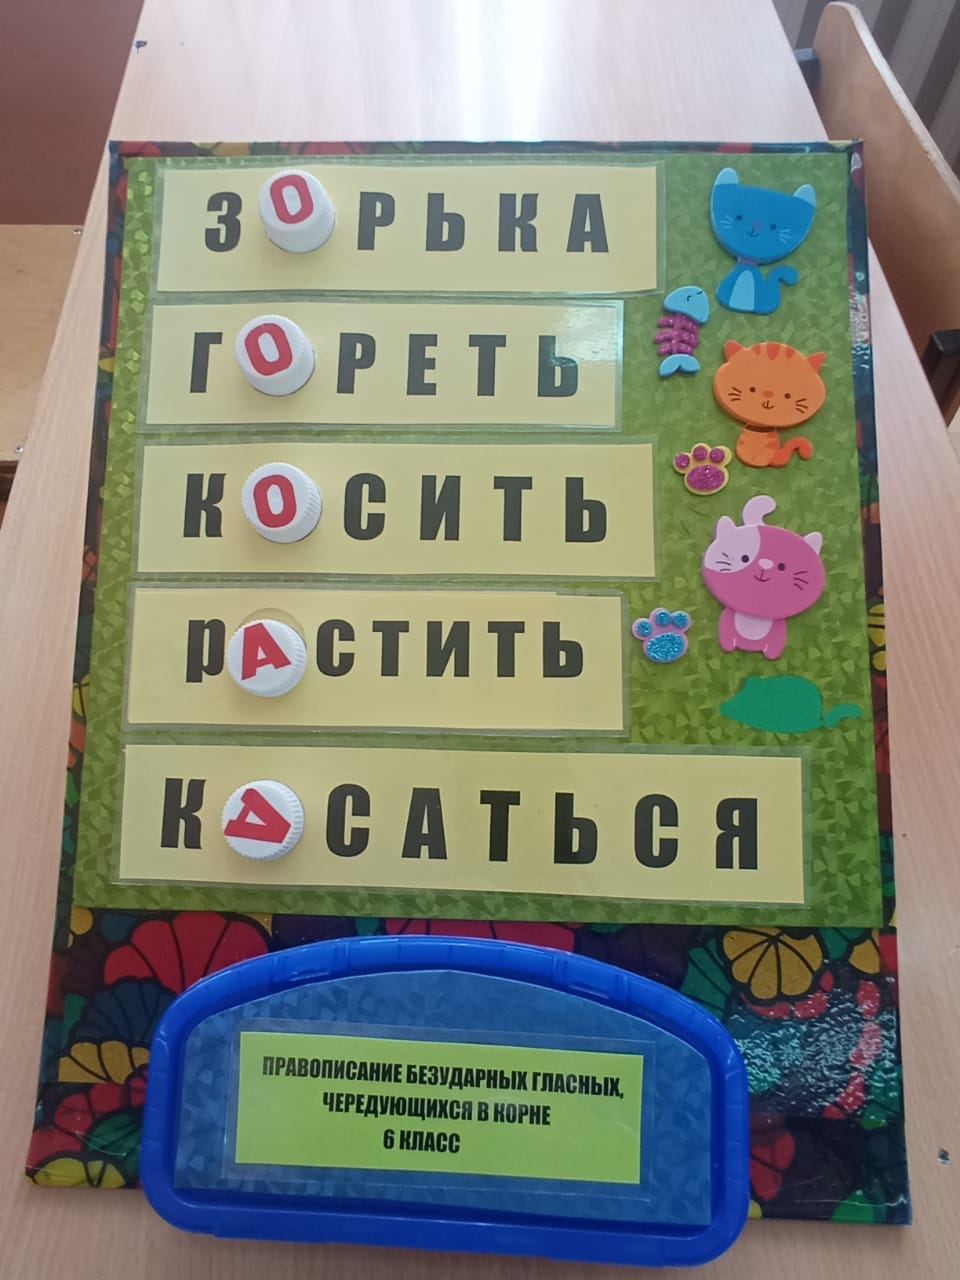 ЗОРЬКА
ГОРЕТЬ
КОСИТЬ
РАСТИТЬ
КАСАТЬСЯ
ПРАВОПИСАНИЕ БЕЗУДАРНЫХ ГЛАСНЫХ,
ЧЕРЕДУЮЩИХСЯ В КОРНЕ
6 КЛАСС